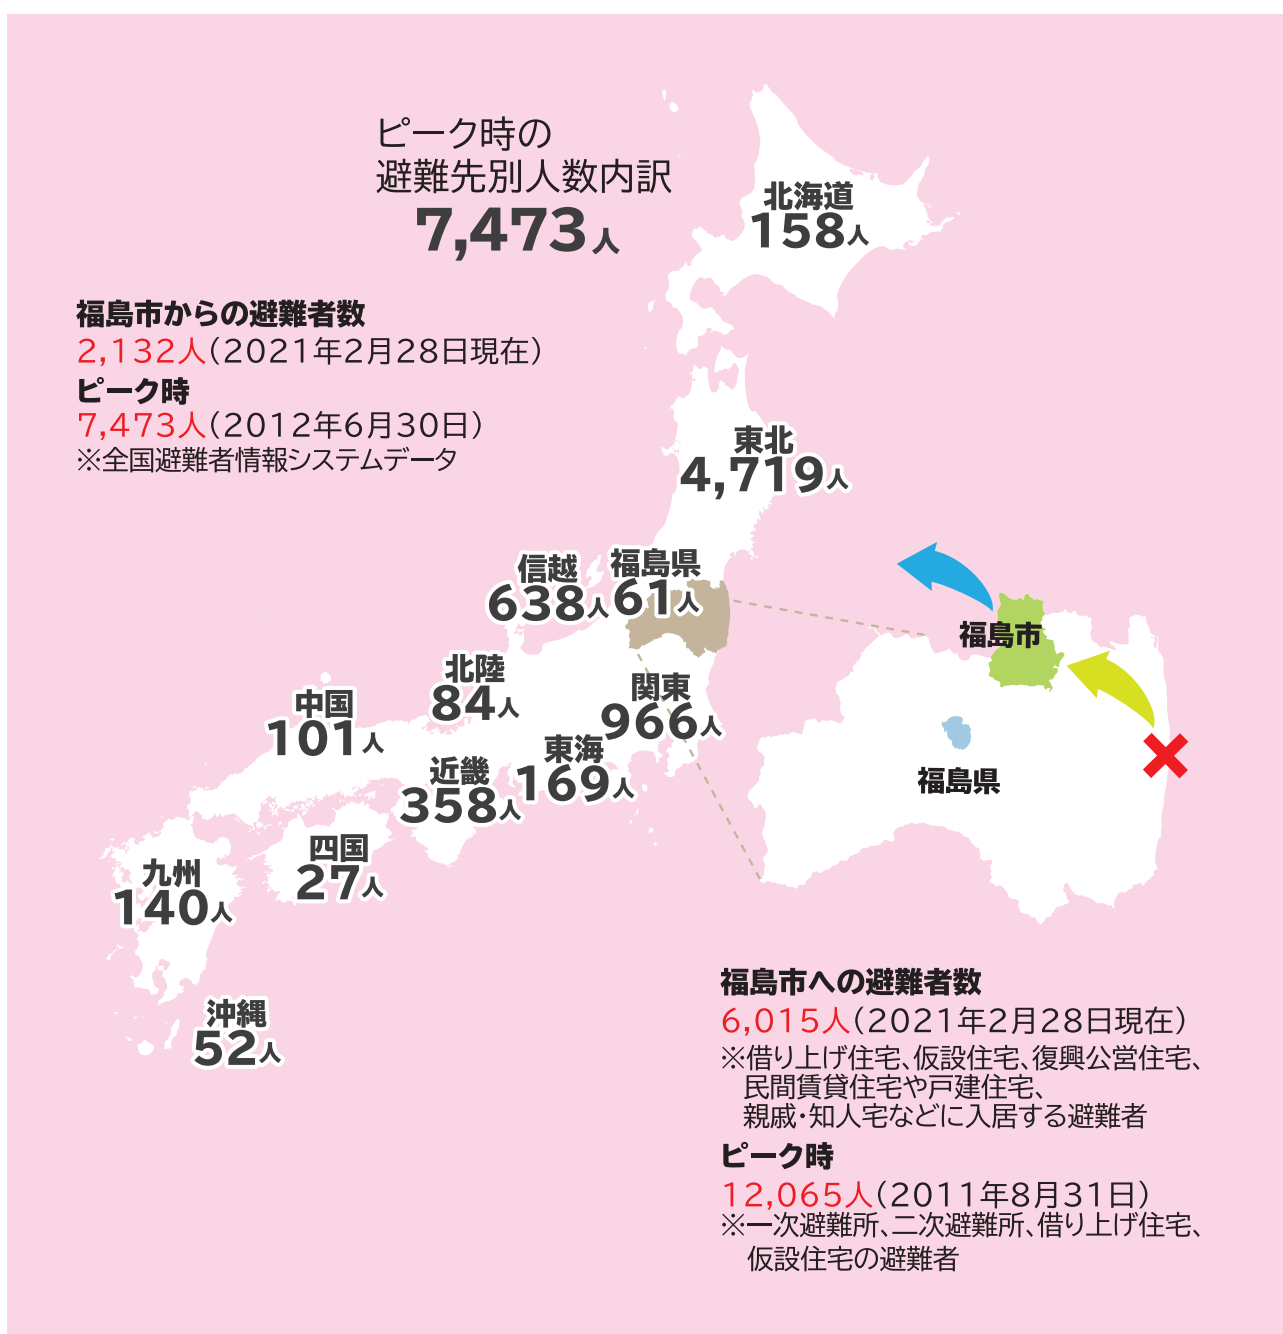 ピーク時の
避難先別人数内訳
7,473人
北海道
158人
福島市からの避難者数
2,132人(2021年2月28日現在)
ピーク時
7,473人(2012年6月30日)
※全国避難者情報システムデータ
東北
4,719人
信越
638人
福島県
61人
福島市
北陸
84人
関東
966人
中国
101人
東海
169人
近畿
358人
福島県
四国
27人
九州
140人
沖縄
52人
福島市への避難者数
6,015人(2021年2月28日現在)
※借り上げ住宅、仮設住宅、復興公営住宅、
民間賃貸住宅や戸建住宅、
親戚・知人宅などに入居する避難者
ピーク時
12,065人(2011年8月31日)
※一次避難所、二次避難所、借り上げ住宅、
仮設住宅の避難者